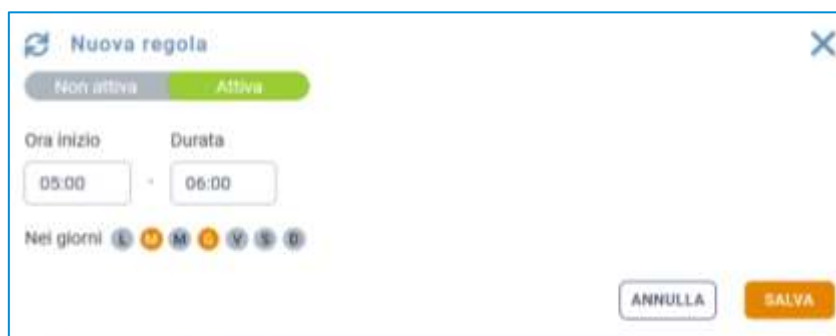 Nuova regola
Non attiva Attiva
Ora inizio Durata
05:00 - 06:00
Nei giorni L M M G V S D
ANNULLA SALVA